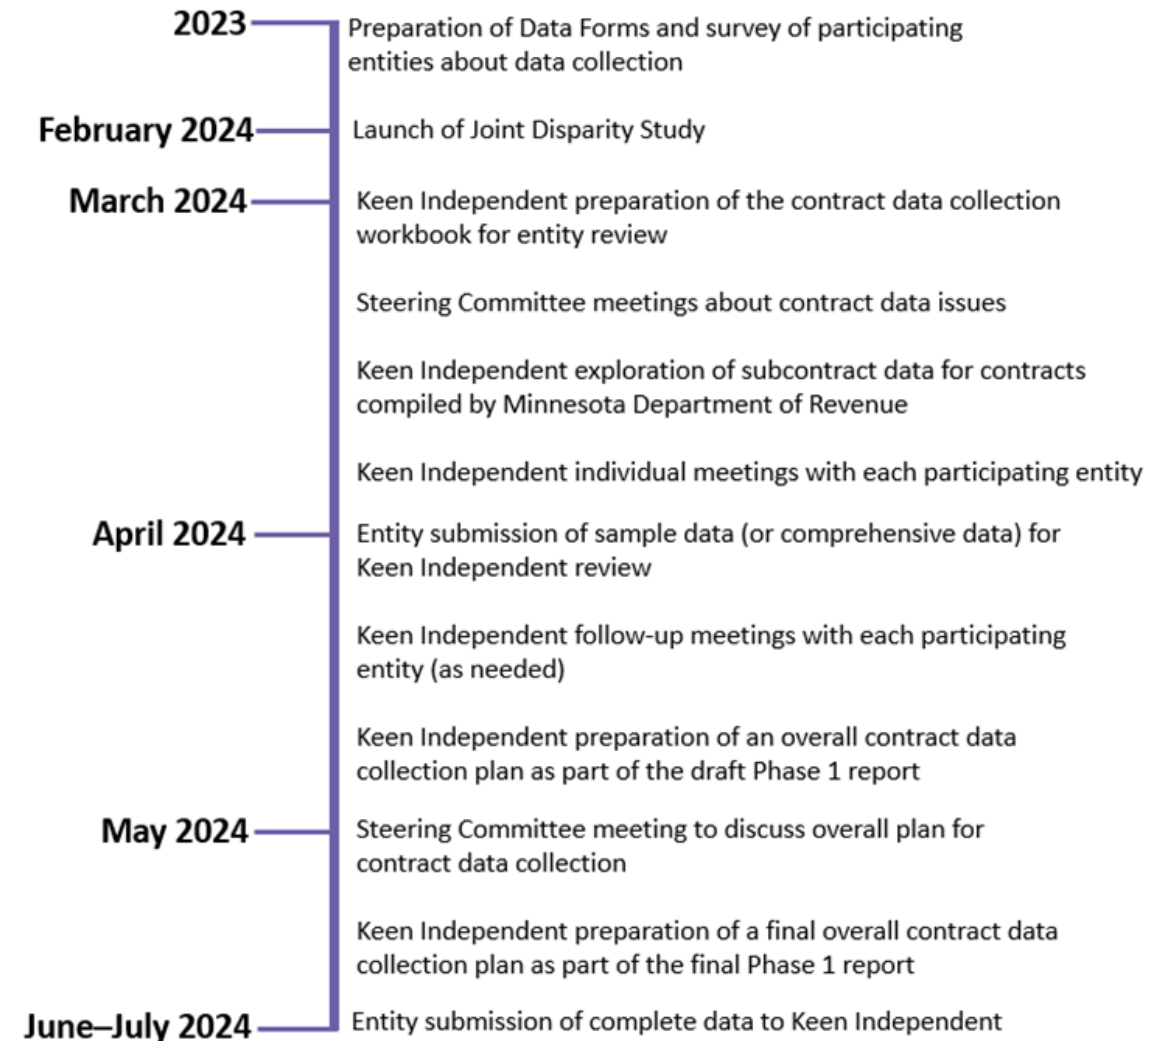 2023
Preparation of Data Forms and survey of participating
entities about data collection
February 2024
Launch of Joint Disparity Study
March 2024
Keen Independent preparation of the contract data collection
workbook for entity review
Steering Committee meetings about contract data issues
Keen Independent exploration of subcontract data for contracts
compiled by Minnesota Department of Revenue
Keen Independent individual meetings with each participating entity
April 2024
Entity submission of sample data (or comprehensive data) for
Keen Independent review
Keen Independent follow-up meetings with each participating
entity (as needed)
Keen Independent preparation of an overall contract data
collection plan as part of the draft Phase 1 report
May 2024
Steering Committee meeting to discuss overall plan for
contract data collection
Keen Independent preparation of a final overall contract data
collection plan as part of the final Phase 1 report
June–July 2024
Entity submission of complete data to Keen Independent